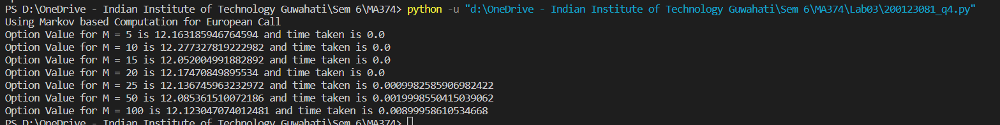 PS D:\OneDrive - Indian Institute of Technology Guwahati\Sem 6\MA374> python -u "d:\OneDrive - Indian Institute of Technology Guwahati\Sem 6\MA374\Lab03\200123081_q4.py"
Using Markov based Computation for European Call
Option Value for M = 5 is 12.163185946764594 and time taken is 0.0
Option Value for M = 10 is 12.277327819222982 and time taken is 0.0
Option Value for M = 15 is 12.052004991882892 and time taken is 0.0
Option Value for M = 20 is 12.17470849895534 and time taken is 0.0
Option Value for M = 25 is 12.136745963232972 and time taken is 0.0009982585906982422
Option Value for M = 50 is 12.085361510072186 and time taken is 0.0019998550415039062
Option Value for M = 100 is 12.123047074012481 and time taken is 0.00899958610534668
PS D:\OneDrive - Indian Institute of Technology Guwahati\Sem 6\MA374>